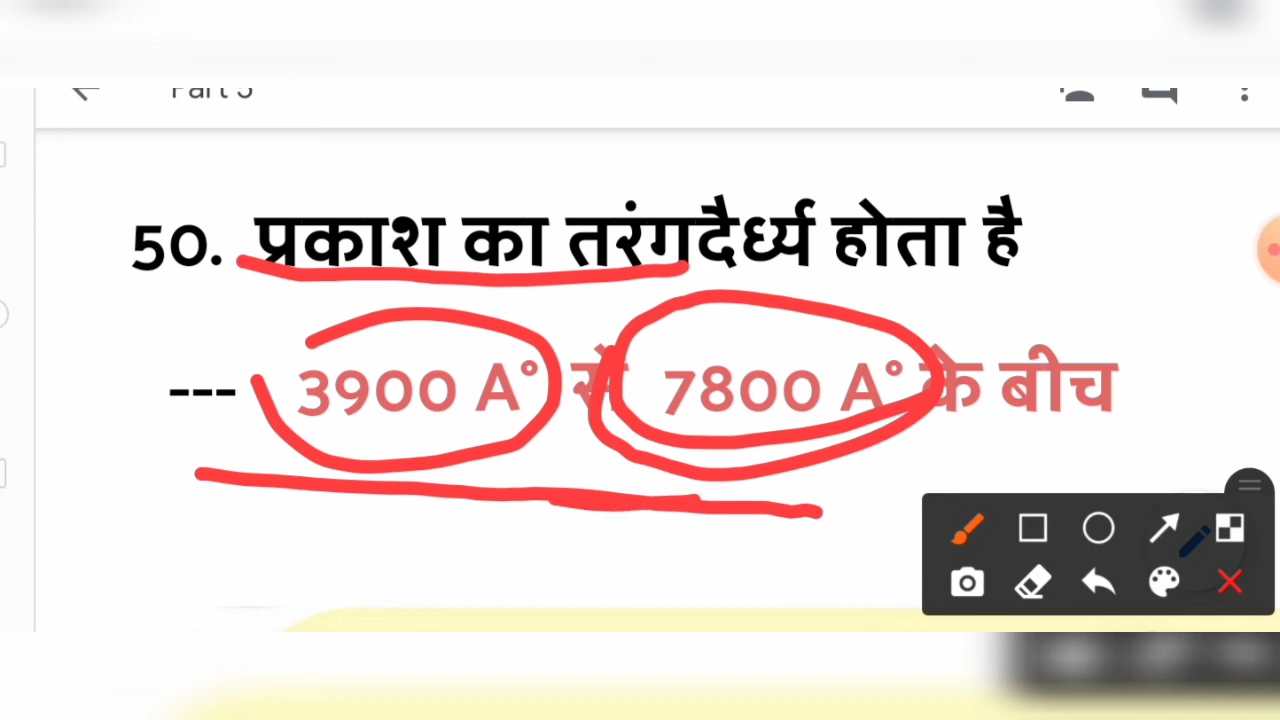 Part 5
50. प्रकाश का तरंगदैर्ध्य होता है
--- 3900 A° से 7800 A° के बीच